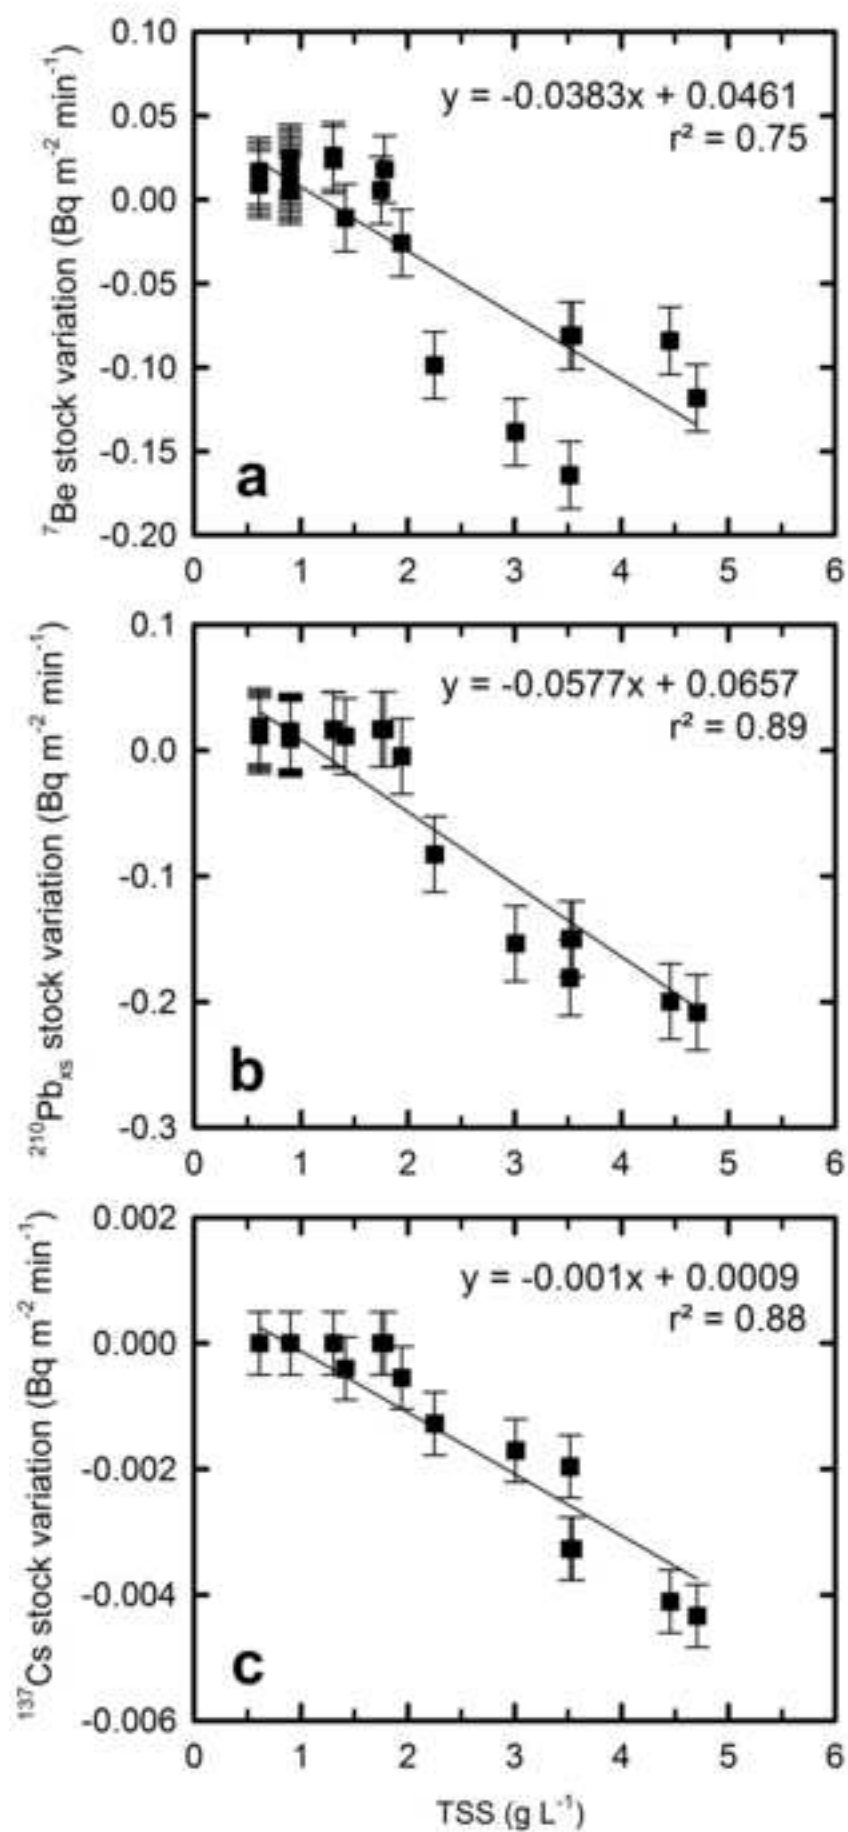 0.10
0.05
0.00
-0.05
-0.10
-0.15
-0.20
⁷Be stock variation (Bq m⁻² min⁻¹)
y = -0.0383x + 0.0461
r² = 0.75
a
0 1 2 3 4 5 6
0.1
0.0
-0.1
-0.2
-0.3
²¹⁰Pbₓₛ stock variation (Bq m⁻² min⁻¹)
y = -0.0577x + 0.0657
r² = 0.89
b
0 1 2 3 4 5 6
0.002
0.000
-0.002
-0.004
-0.006
¹³⁷Cs stock variation (Bq m⁻² min⁻¹)
y = -0.001x + 0.0009
r² = 0.88
c
0 1 2 3 4 5 6
TSS (g L⁻¹)